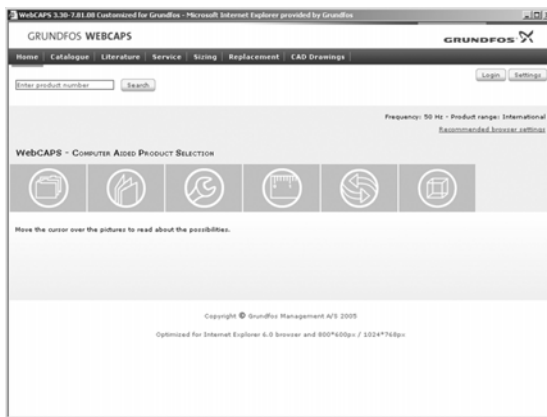 WebCAPS 3.30-7.81.08 Customized for Grundfos - Microsoft Internet Explorer provided by Grundfos
GRUNDFOS WEBCAPS
GRUNDFOS
Home Catalogue Literature Service Sizing Replacement CAD Drawings
Login Settings
Enter product number Search
Frequency: 50 Hz - Product range: International
Recommended browser settings
WebCAPS - Computer Aided Product Selection
Move the cursor over the pictures to read about the possibilities.
Copyright © Grundfos Management A/S 2005
Optimized for Internet Explorer 6.0 browser and 800*600px / 1024*768px